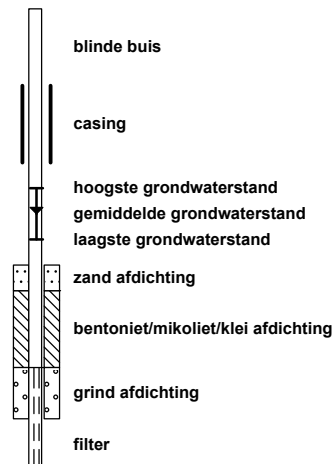 blinde buis
casing
hoogste grondwaterstand
gemiddelde grondwaterstand
laagste grondwaterstand
zand afdichting
bentoniet/mikoliet/klei afdichting
grind afdichting
filter